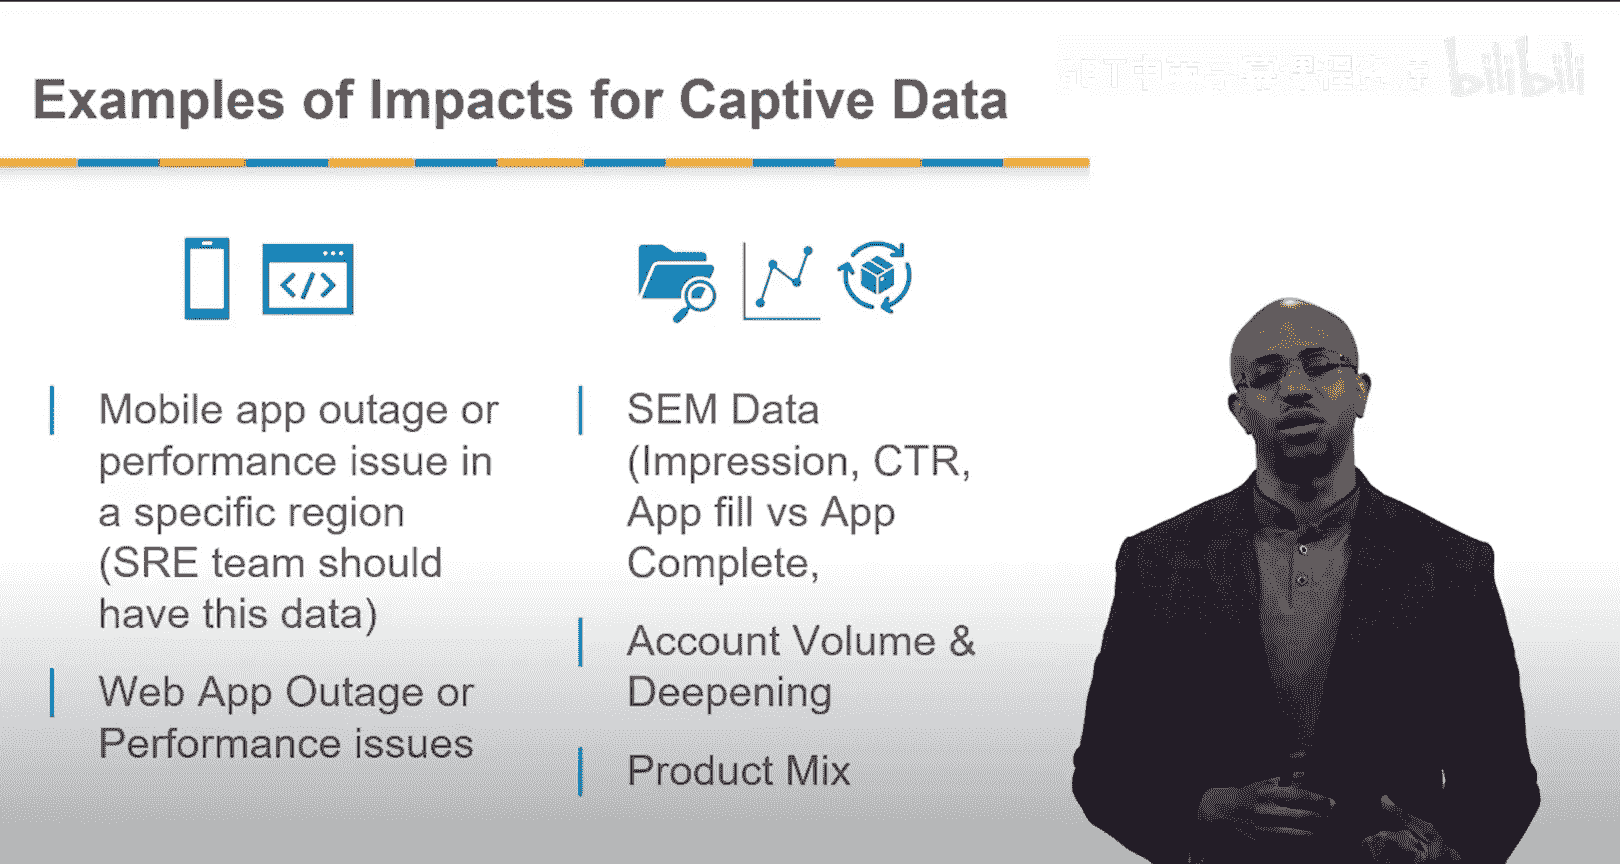 Examples of Impacts for Captive Data
bilibili
</>
Mobile app outage or
performance issue in
a specific region
(SRE team should
have this data)
Web App Outage or
Performance issues
SEM Data
(Impression, CTR,
App fill vs App
Complete,
Account Volume &
Deepening
Product Mix